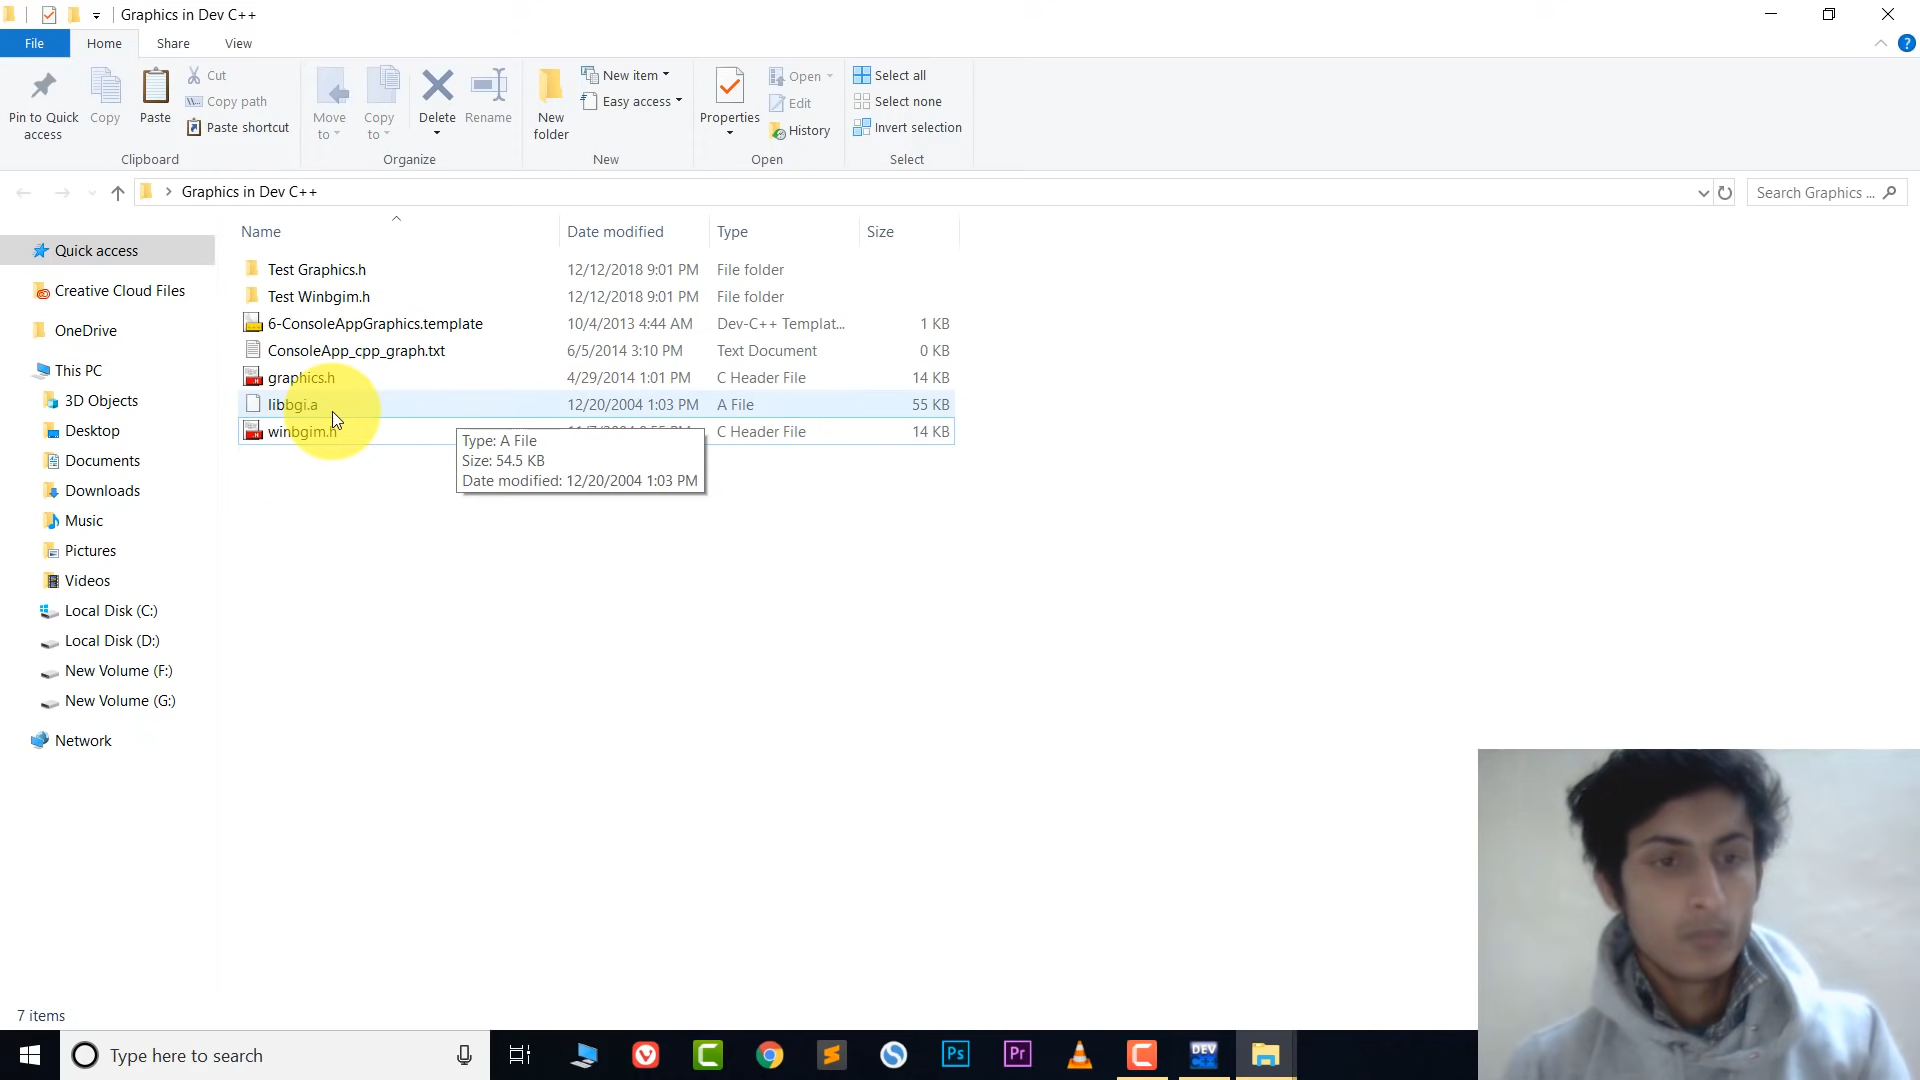 Graphics in Dev C++
File Home Share View
Pin to Quick access
Copy
Paste
Cut
Copy path
Paste shortcut
Clipboard
Move to
Copy to
Delete
Rename
Organize
New folder
New item
Easy access
New
Properties
Open
Edit
History
Open
Select all
Select none
Invert selection
Select
Graphics in Dev C++
Search Graphics ...
Name Date modified Type Size
Test Graphics.h 12/12/2018 9:01 PM File folder
Test Winbgim.h 12/12/2018 9:01 PM File folder
6-ConsoleAppGraphics.template 10/4/2013 4:44 AM Dev-C++ Templat... 1 KB
ConsoleApp_cpp_graph.txt 6/5/2014 3:10 PM Text Document 0 KB
graphics.h 4/29/2014 1:01 PM C Header File 14 KB
libbgi.a 12/20/2004 1:03 PM A File 55 KB
winbgim.h C Header File 14 KB
Type: A File
Size: 54.5 KB
Date modified: 12/20/2004 1:03 PM
Quick access
Creative Cloud Files
OneDrive
This PC
3D Objects
Desktop
Documents
Downloads
Music
Pictures
Videos
Local Disk (C:)
Local Disk (D:)
New Volume (F:)
New Volume (G:)
Network
7 items
Type here to search
Ps
Pr
DEV